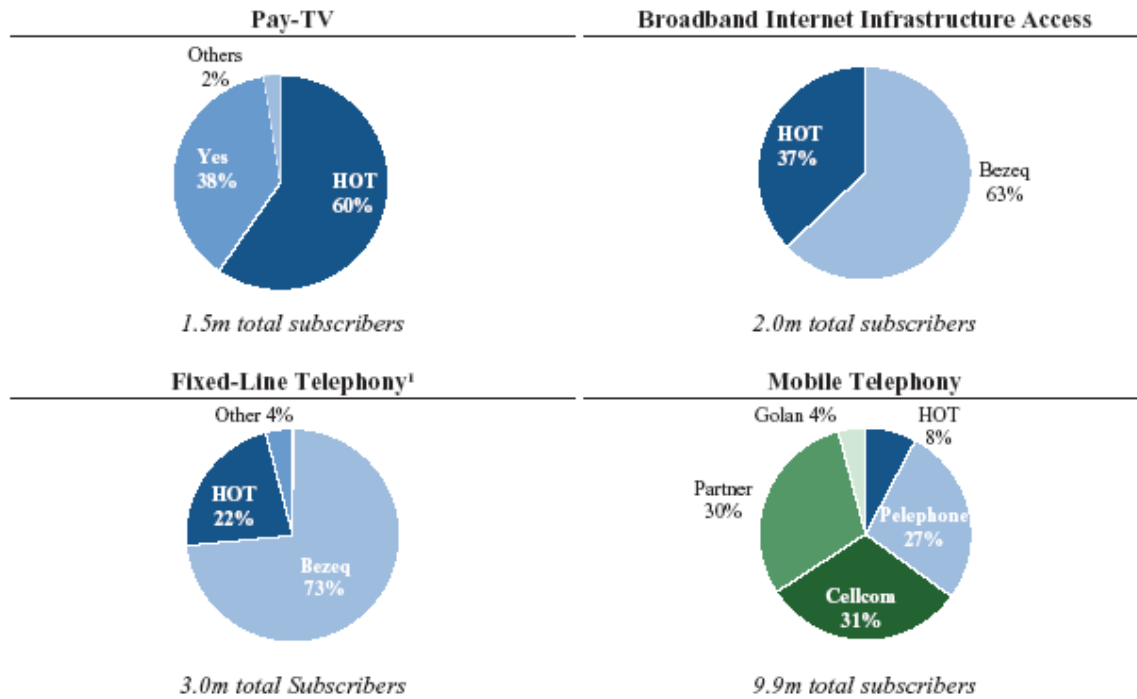 Pay-TV
Others
2%
Yes
38%
HOT
60%
1.5m total subscribers
Broadband Internet Infrastructure Access
HOT
37%
Bezeq
63%
2.0m total subscribers
Fixed-Line Telephony¹
Other 4%
HOT
22%
Bezeq
73%
3.0m total Subscribers
Mobile Telephony
Golan 4%
HOT
8%
Partner
30%
Pelephone
27%
Cellcom
31%
9.9m total subscribers